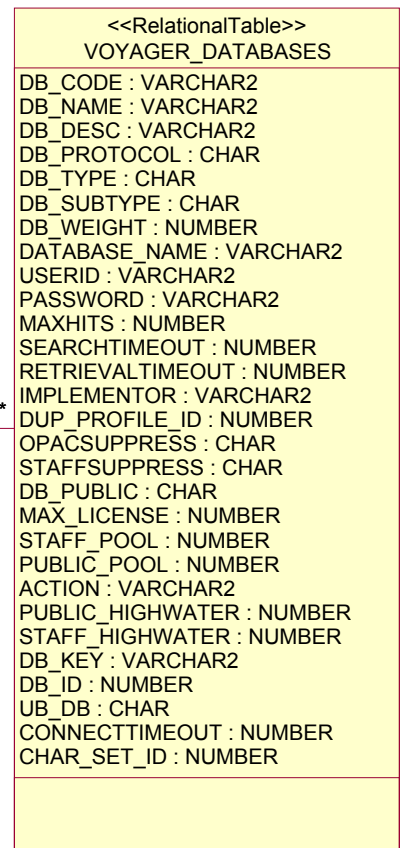 <<RelationalTable>>
VOYAGER_DATABASES
DB_CODE : VARCHAR2
DB_NAME : VARCHAR2
DB_DESC : VARCHAR2
DB_PROTOCOL : CHAR
DB_TYPE : CHAR
DB_SUBTYPE : CHAR
DB_WEIGHT : NUMBER
DATABASE_NAME : VARCHAR2
USERID : VARCHAR2
PASSWORD : VARCHAR2
MAXHITS : NUMBER
SEARCHTIMEOUT : NUMBER
RETRIEVALTIMEOUT : NUMBER
IMPLEMENTOR : VARCHAR2
*
DUP_PROFILE_ID : NUMBER
OPACSUPPRESS : CHAR
STAFFSUPPRESS : CHAR
DB_PUBLIC : CHAR
MAX_LICENSE : NUMBER
STAFF_POOL : NUMBER
PUBLIC_POOL : NUMBER
ACTION : VARCHAR2
PUBLIC_HIGHWATER : NUMBER
STAFF_HIGHWATER : NUMBER
DB_KEY : VARCHAR2
DB_ID : NUMBER
UB_DB : CHAR
CONNECTTIMEOUT : NUMBER
CHAR_SET_ID : NUMBER